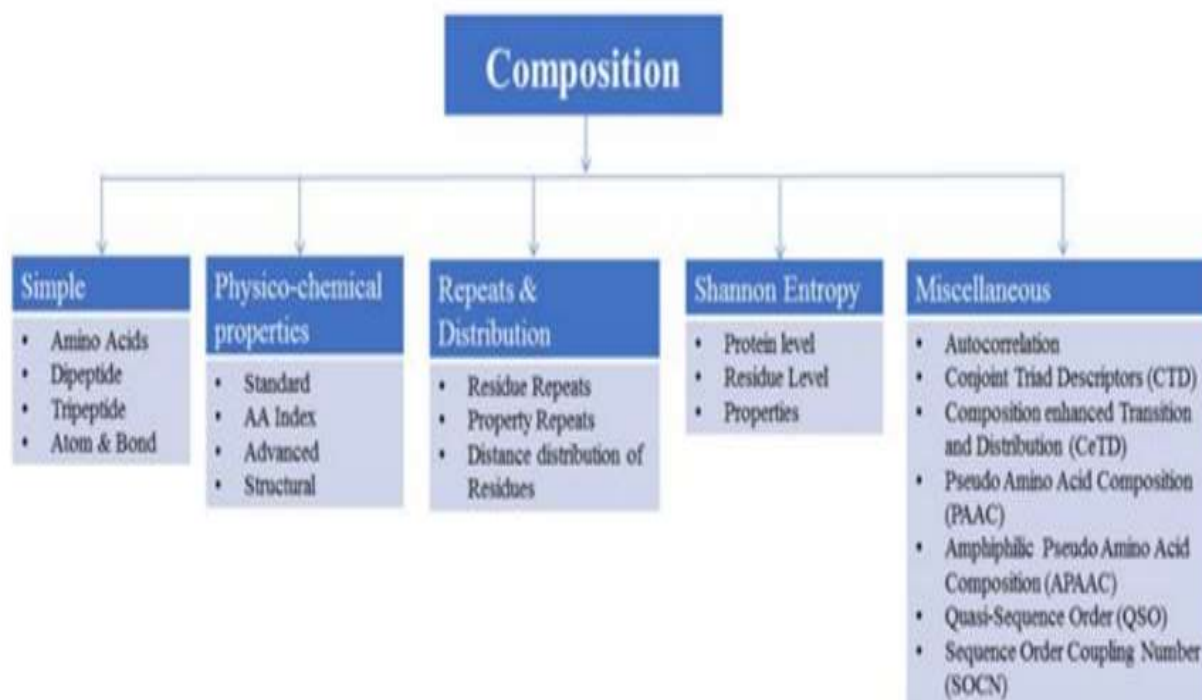 Composition
Simple
• Amino Acids
• Dipeptide
• Tripeptide
• Atom & Bond
Physico-chemical
properties
• Standard
• AA Index
• Advanced
• Structural
Repeats &
Distribution
• Residue Repeats
• Property Repeats
• Distance distribution of
Residues
Shannon Entropy
• Protein level
• Residue Level
• Properties
Miscellaneous
• Autocorrelation
• Conjoint Triad Descriptors (CTD)
• Composition enhanced Transition
and Distribution (CeTD)
• Pseudo Amino Acid Composition
(PAAC)
• Amphiphilic Pseudo Amino Acid
Composition (APAAC)
• Quasi-Sequence Order (QSO)
• Sequence Order Coupling Number
(SOCN)